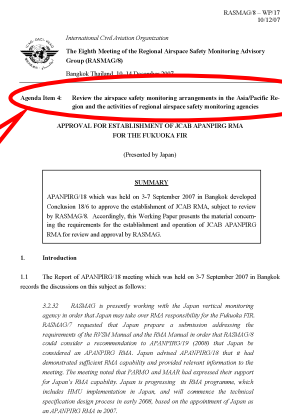 RASMAG/8 – WP/17
10/12/07
International Civil Aviation Organization
The Eighth Meeting of the Regional Airspace Safety Monitoring Advisory
Group (RASMAG/8)
Bangkok Thailand, 10–14 December 2007
Agenda Item 4: Review the airspace safety monitoring arrangements in the Asia/Pacific Re-
gion and the activities of regional airspace safety monitoring agencies
APPROVAL FOR ESTABLISHMENT OF JCAB APANPIRG RMA
FOR THE FUKUOKA FIR
(Presented by Japan)
SUMMARY
APANPIRG/18 which was held on 3-7 September 2007 in Bangkok developed
Conclusion 18/6 to approve the establishment of JCAB RMA, subject to review
by RASMAG/8. Accordingly, this Working Paper presents the material concern-
ing the requirements for the establishment and operation of JCAB APANPIRG
RMA for review and approval by RASMAG.
1. Introduction
1.1 The Report of APANPIRG/18 meeting which was held on 3-7 September 2007 in Bangkok
records the discussions on this subject as follows:
3.2.32 RASMAG is presently working with the Japan vertical monitoring
agency in order that Japan may take over RMA responsibility for the Fukuoka FIR.
RASMAG/7 requested that Japan prepare a submission addressing the
requirements of the RVSM Manual and the RMA Manual in order that RASMAG/8
could consider a recommendation to APANPIRG/19 (2008) that Japan be
considered an APANPIRG RMA. Japan advised APANPIRG/18 that it had
demonstrated sufficient RMA capability and provided relevant information to the
meeting. The meeting noted that PARMO and MAAR had expressed their support
for Japan's RMA capability. Japan is progressing its RMA programme, which
includes HMU implementation in Japan, and will commence the technical
specification design process in early 2008, based on the appointment of Japan as
an APANPIRG RMA in 2007.